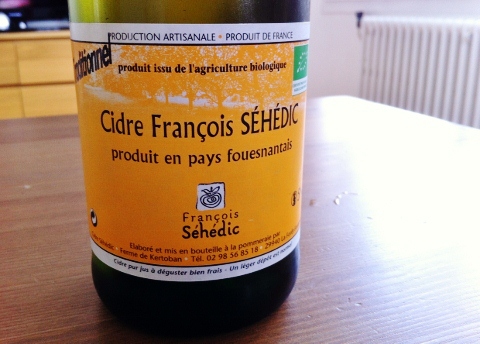 PRODUCTION ARTISANALE • PRODUIT DE FRANCE
produit issu de l'agriculture biologique
Cidre François SÉHÉDIC
produit en pays fouesnantais
François
Séhédic
Elaboré et mis en bouteille à la pommeraie par
Ferme de Kertoban • Tél. 02 98 56 85 18 • 29940 La
Cidre pur jus à déguster bien frais - Un léger dépôt est